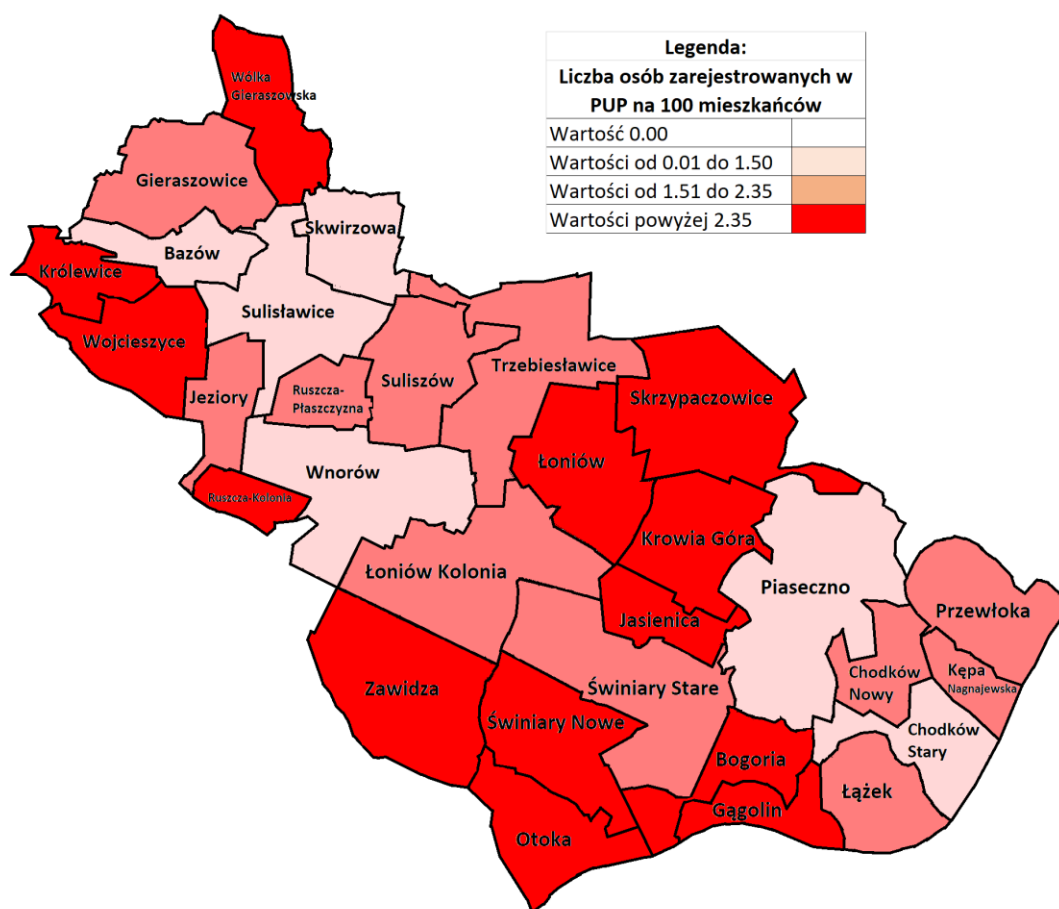 Legenda:
Liczba osób zarejestrowanych w
PUP na 100 mieszkańców
Wartość 0.00
Wartości od 0.01 do 1.50
Wartości od 1.51 do 2.35
Wartości powyżej 2.35
Wólka
Gieraszowska
Gieraszowice
Skwirzowa
Bazów
Królewice
Sulisławice
Wojcieszyce
Trzebiesławice
Suliszów
Ruszcza-
Płaszczyzna
Jeziory
Skrzypaczowice
Łoniów
Wnorów
Ruszcza-Kolonia
Krowia Góra
Łoniów Kolonia
Piaseczno
Przewłoka
Jasienica
Chodków
Nowy
Kępa
Nagnajewska
Zawidza
Świniary Stare
Świniary Nowe
Chodków
Stary
Bogoria
Łążek
Gągolin
Otoka